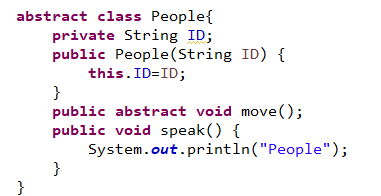 abstract class People{
    private String ID;
    public People(String ID) {
        this.ID=ID;
    }
    public abstract void move();
    public void speak() {
        System.out.println("People");
    }
}